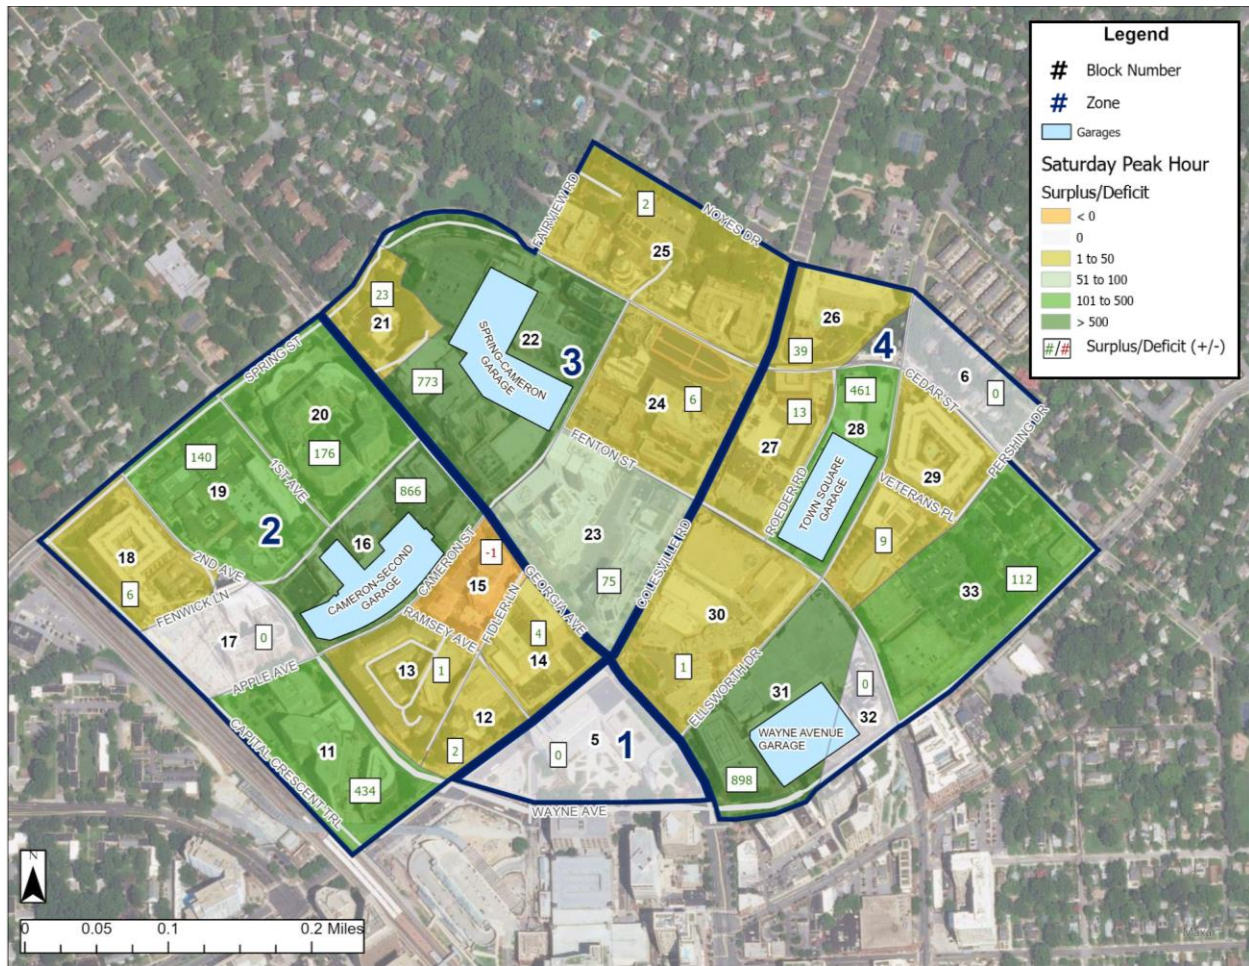 Legend
# Block Number
# Zone
Garages
Saturday Peak Hour
Surplus/Deficit
< 0
0
1 to 50
51 to 100
101 to 500
> 500
#/# Surplus/Deficit (+/-)
FAIRVIEW RD
NOYES DR
2
25
23
21
22
3
SPRING-CAMERON
GARAGE
773
26
39
4
6
0
CEDAR ST
PERSHING DR
SPRING ST
20
176
140
19
1ST AVE
2
24
6
FENTON ST
27
13
461
28
ROEDER RD
TOWN SQUARE
GARAGE
29
VETERANS PL
9
33
112
866
16
CAMERON-SECOND
GARAGE
CAMERON ST
18
6
2ND AVE
FENWICK LN
17
0
APPLE AVE
-1
15
RAMSEY AVE
FIDLER LN
GEORGIA AVE
23
75
COLESVILLE RD
30
1
ELLSWORTH DR
31
WAYNE AVENUE
GARAGE
898
0
32
13
1
4
14
12
2
11
434
CAPITAL CRESCENT TRL
5
0
1
WAYNE AVE
N
0 0.05 0.1 0.2 Miles
Maxar